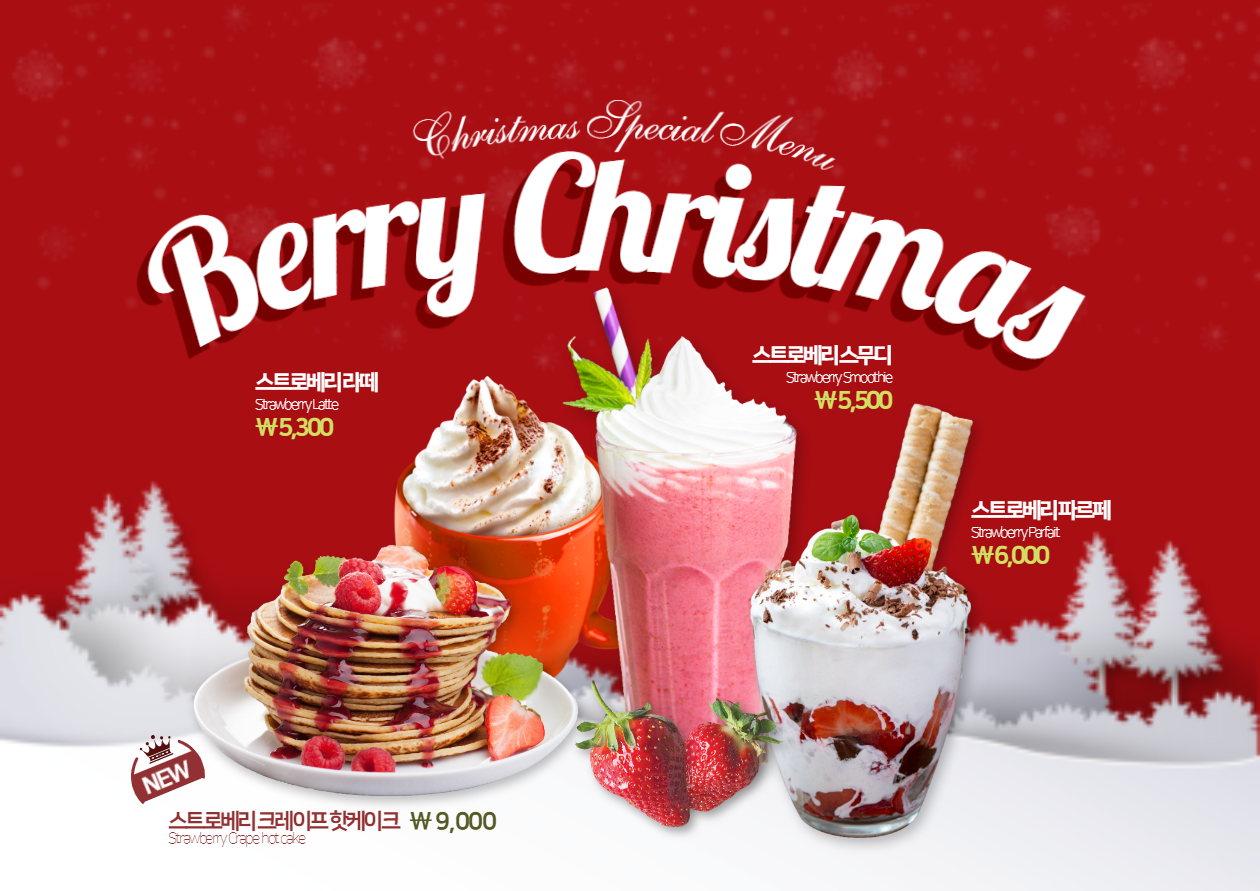 Christmas Special Menu
Berry Christmas
스트로베리 라떼
Strawberry Latte
₩5,300
스트로베리 스무디
Strawberry Smoothie
₩5,500
스트로베리 파르페
Strawberry Parfait
₩6,000
NEW
스트로베리 크레이프 핫케이크 ₩ 9,000
Strawberry Crape hot cake